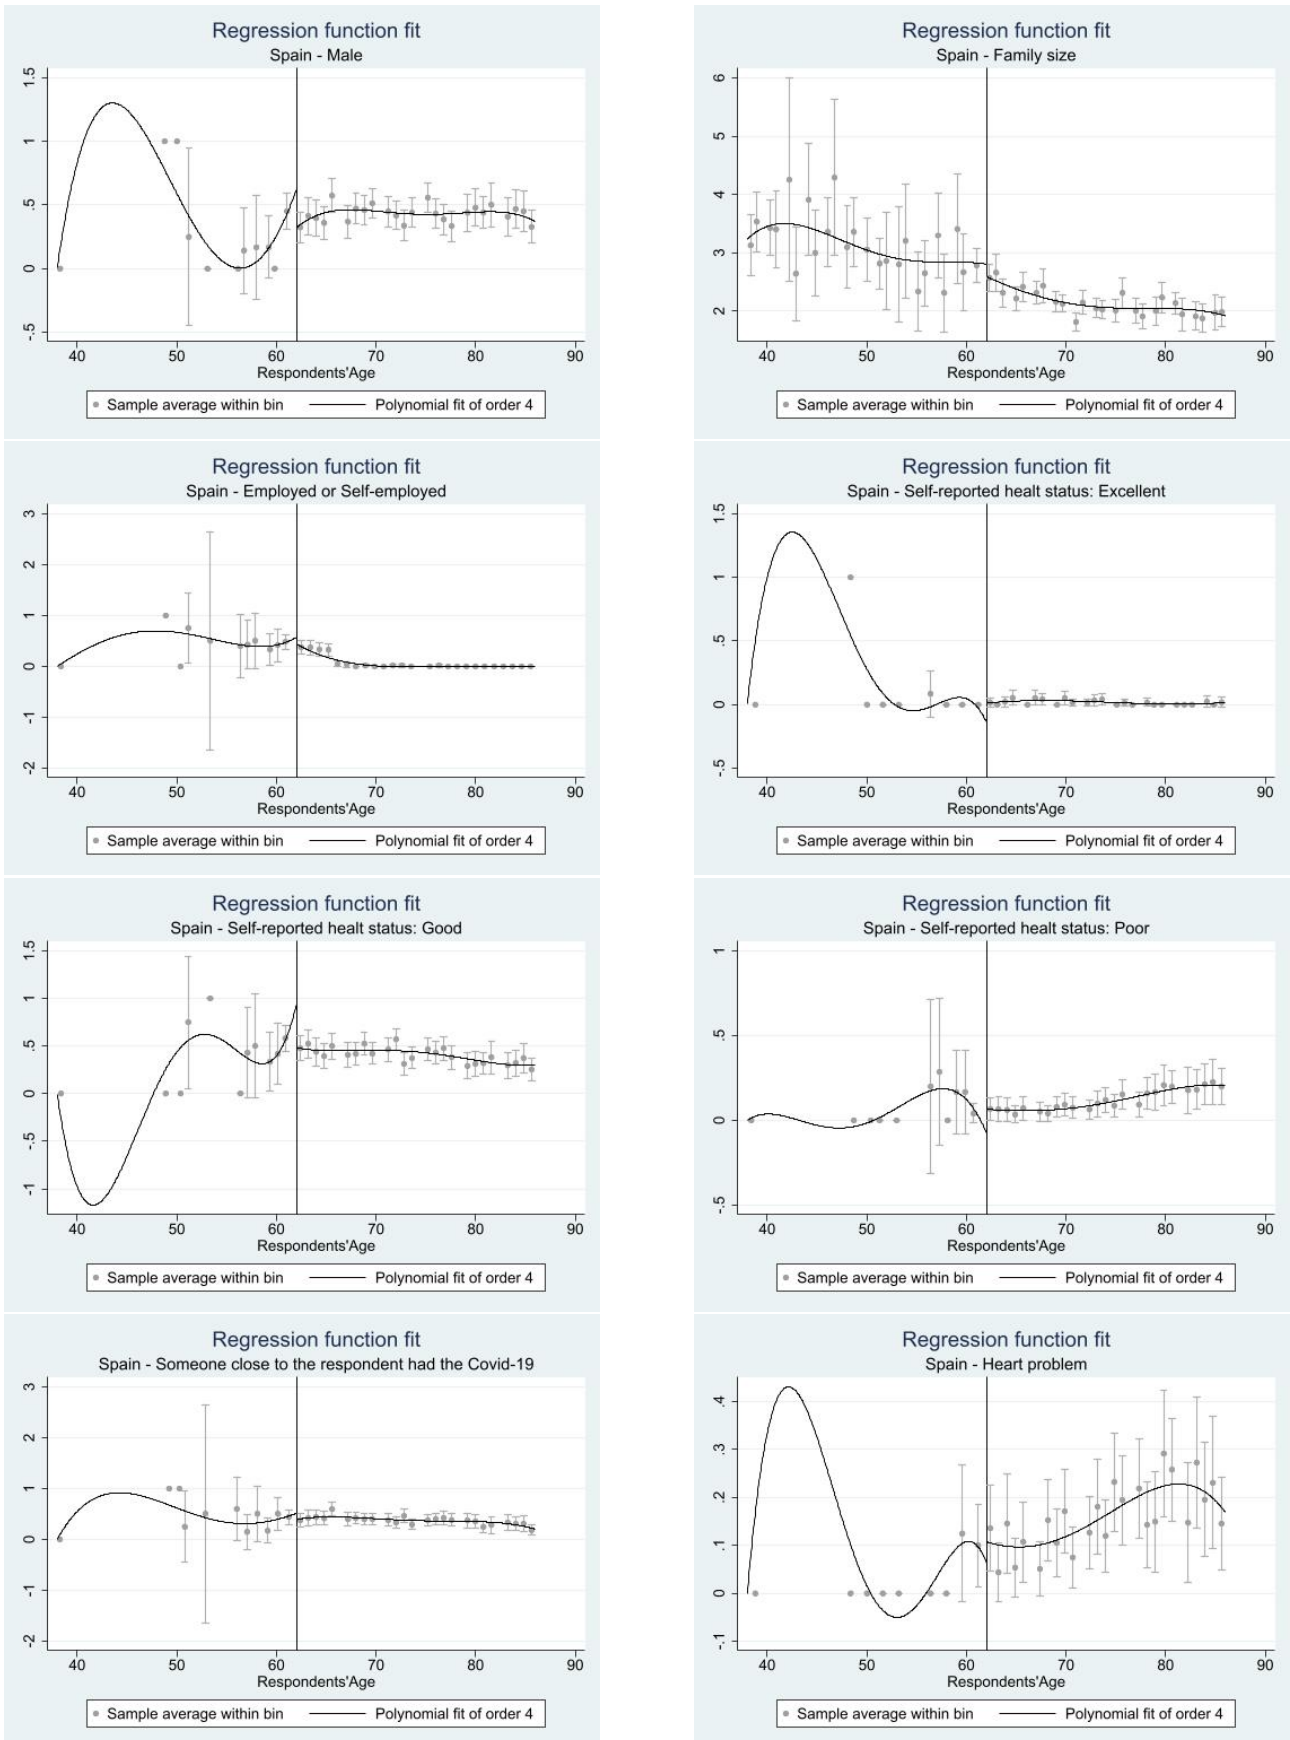 Regression function fit
Spain - Male
1.5
1
.5
0
-.5
40 50 60 70 80 90
Respondents'Age
Sample average within bin Polynomial fit of order 4
Regression function fit
Spain - Family size
6
5
4
3
2
40 50 60 70 80 90
Respondents'Age
Sample average within bin Polynomial fit of order 4
Regression function fit
Spain - Employed or Self-employed
3
2
1
0
-1
-2
40 50 60 70 80 90
Respondents'Age
Sample average within bin Polynomial fit of order 4
Regression function fit
Spain - Self-reported healt status: Excellent
1.5
1
.5
0
-.5
40 50 60 70 80 90
Respondents'Age
Sample average within bin Polynomial fit of order 4
Regression function fit
Spain - Self-reported healt status: Good
1.5
1
.5
0
-.5
-1
40 50 60 70 80 90
Respondents'Age
Sample average within bin Polynomial fit of order 4
Regression function fit
Spain - Self-reported healt status: Poor
1
.5
0
-.5
40 50 60 70 80 90
Respondents'Age
Sample average within bin Polynomial fit of order 4
Regression function fit
Spain - Someone close to the respondent had the Covid-19
3
2
1
0
-1
-2
40 50 60 70 80 90
Respondents'Age
Sample average within bin Polynomial fit of order 4
Regression function fit
Spain - Heart problem
.4
.3
.2
.1
0
-.1
40 50 60 70 80 90
Respondents'Age
Sample average within bin Polynomial fit of order 4